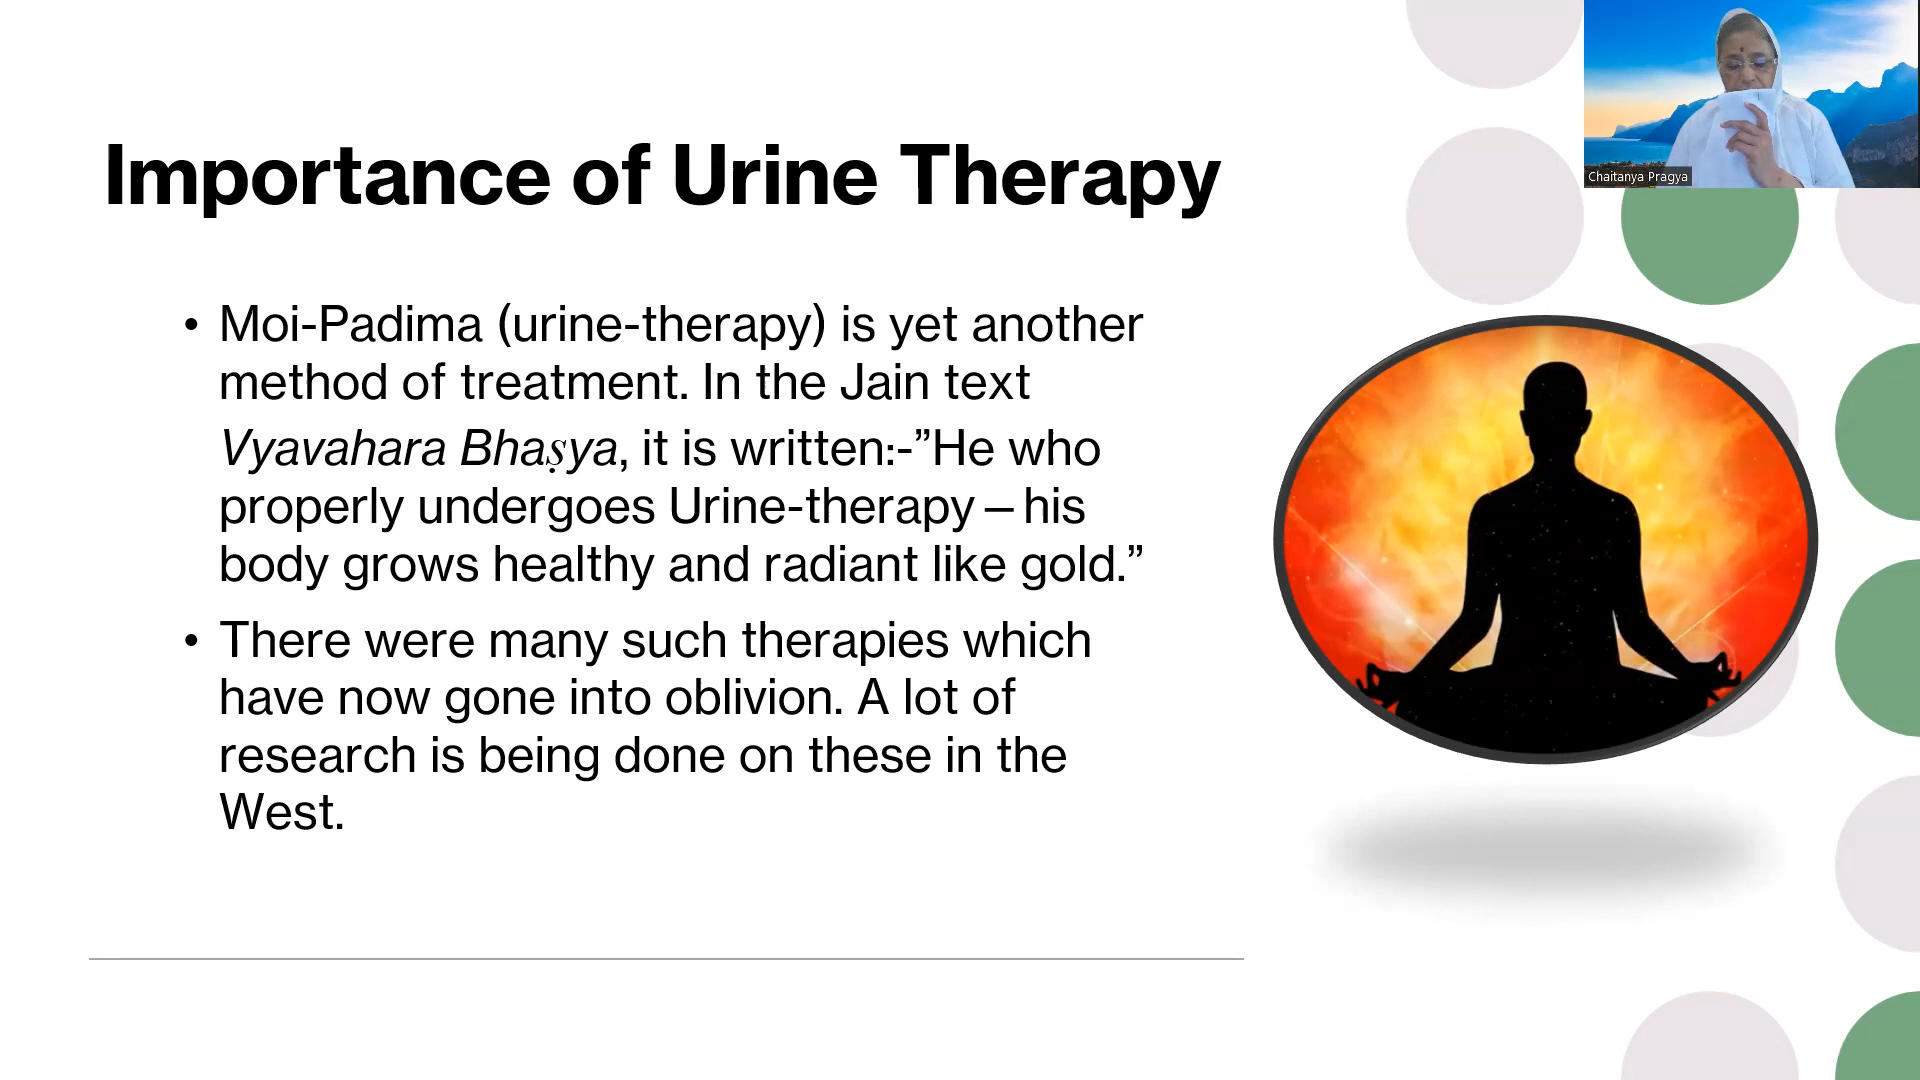 Importance of Urine Therapy
• Moi-Padima (urine-therapy) is yet another
method of treatment. In the Jain text
Vyavahara Bhaṣya, it is written:-”He who
properly undergoes Urine-therapy – his
body grows healthy and radiant like gold.”
• There were many such therapies which
have now gone into oblivion. A lot of
research is being done on these in the
West.
Chaitanya Pragya